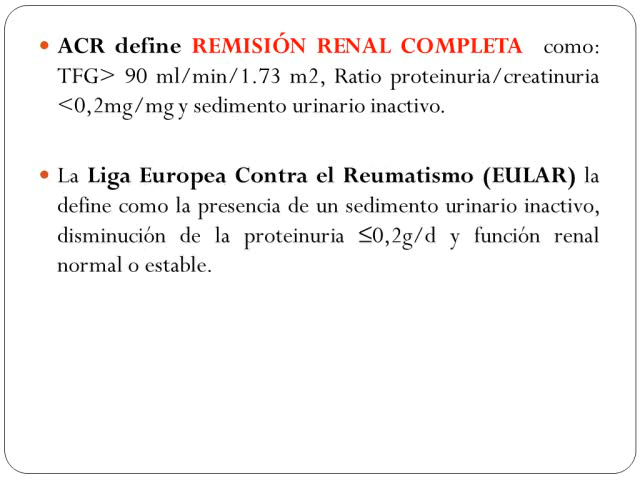 • ACR define REMISIÓN RENAL COMPLETA como:
TFG> 90 ml/min/1.73 m2, Ratio proteinuria/creatinuria
<0,2mg/mg y sedimento urinario inactivo.
• La Liga Europea Contra el Reumatismo (EULAR) la
define como la presencia de un sedimento urinario inactivo,
disminución de la proteinuria ≤0,2g/d y función renal
normal o estable.